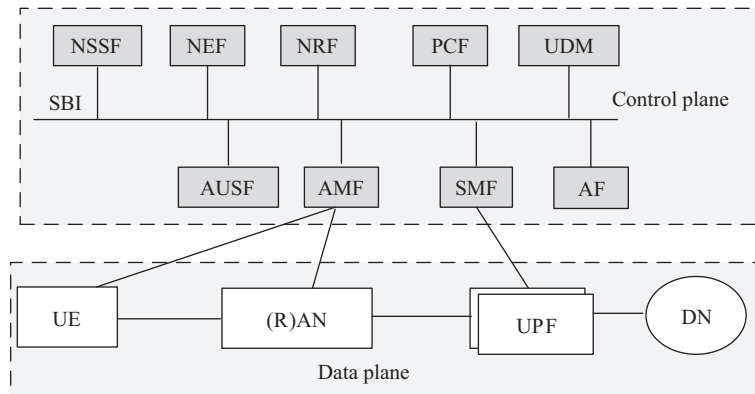 NSSF NEF NRF PCF UDM
SBI Control plane
AUSF AMF SMF AF
UE (R)AN UPF DN
Data plane